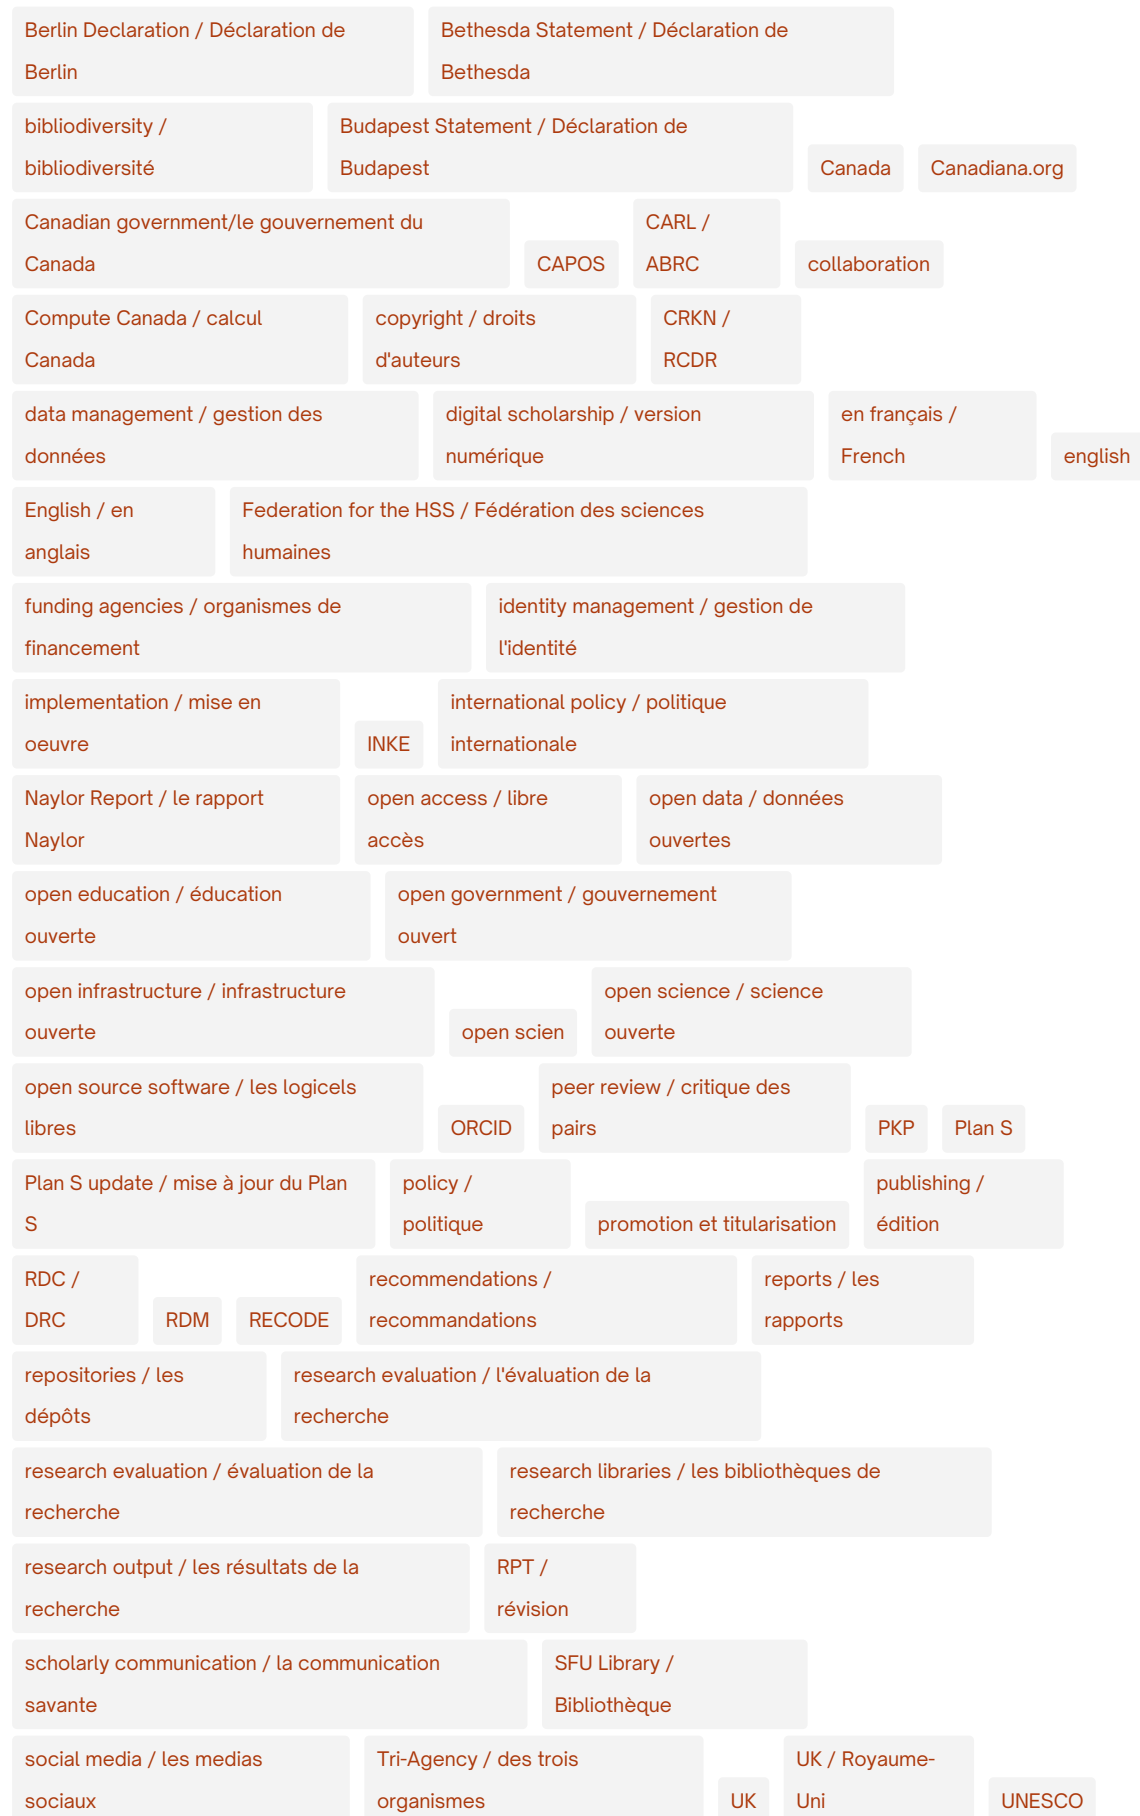 Berlin Declaration / Déclaration de
Berlin
Bethesda Statement / Déclaration de
Bethesda
bibliodiversity /
bibliodiversité
Budapest Statement / Déclaration de
Budapest
Canada
Canadiana.org
Canadian government/le gouvernement du
Canada
CAPOS
CARL /
ABRC
collaboration
Compute Canada / calcul
Canada
copyright / droits
d'auteurs
CRKN /
RCDR
data management / gestion des
données
digital scholarship / version
numérique
en français /
French
english
English / en
anglais
Federation for the HSS / Fédération des sciences
humaines
funding agencies / organismes de
financement
identity management / gestion de
l'identité
implementation / mise en
oeuvre
INKE
international policy / politique
internationale
Naylor Report / le rapport
Naylor
open access / libre
accès
open data / données
ouvertes
open education / éducation
ouverte
open government / gouvernement
ouvert
open infrastructure / infrastructure
ouverte
open scien
open science / science
ouverte
open source software / les logicels
libres
ORCID
peer review / critique des
pairs
PKP
Plan S
Plan S update / mise à jour du Plan
S
policy /
politique
promotion et titularisation
publishing /
édition
RDC /
DRC
RDM
RECODE
recommendations /
recommandations
reports / les
rapports
repositories / les
dépôts
research evaluation / l'évaluation de la
recherche
research evaluation / évaluation de la
recherche
research libraries / les bibliothèques de
recherche
research output / les résultats de la
recherche
RPT /
révision
scholarly communication / la communication
savante
SFU Library /
Bibliothèque
social media / les medias
sociaux
Tri-Agency / des trois
organismes
UK
UK / Royaume-
Uni
UNESCO